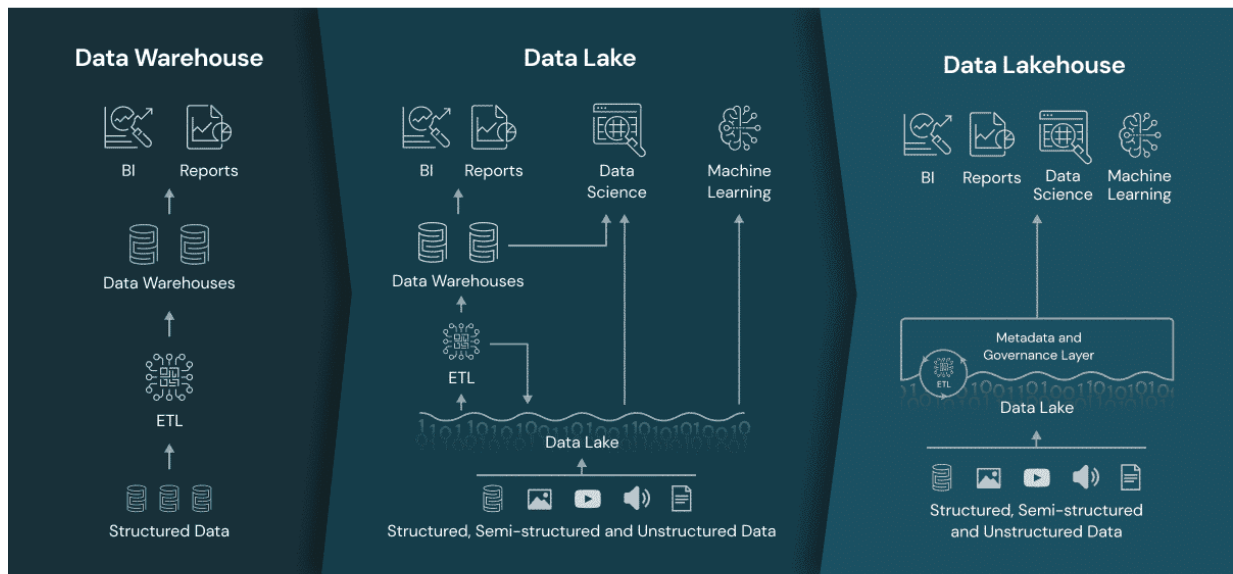 Data Warehouse
BI
Reports
Data Warehouses
ETL
Structured Data
Data Lake
BI
Reports
Data
Science
Machine
Learning
Data Warehouses
ETL
Data Lake
Structured, Semi-structured and Unstructured Data
Data Lakehouse
BI
Reports
Data
Science
Machine
Learning
Metadata and
Governance Layer
ETL
Data Lake
Structured, Semi-structured
and Unstructured Data